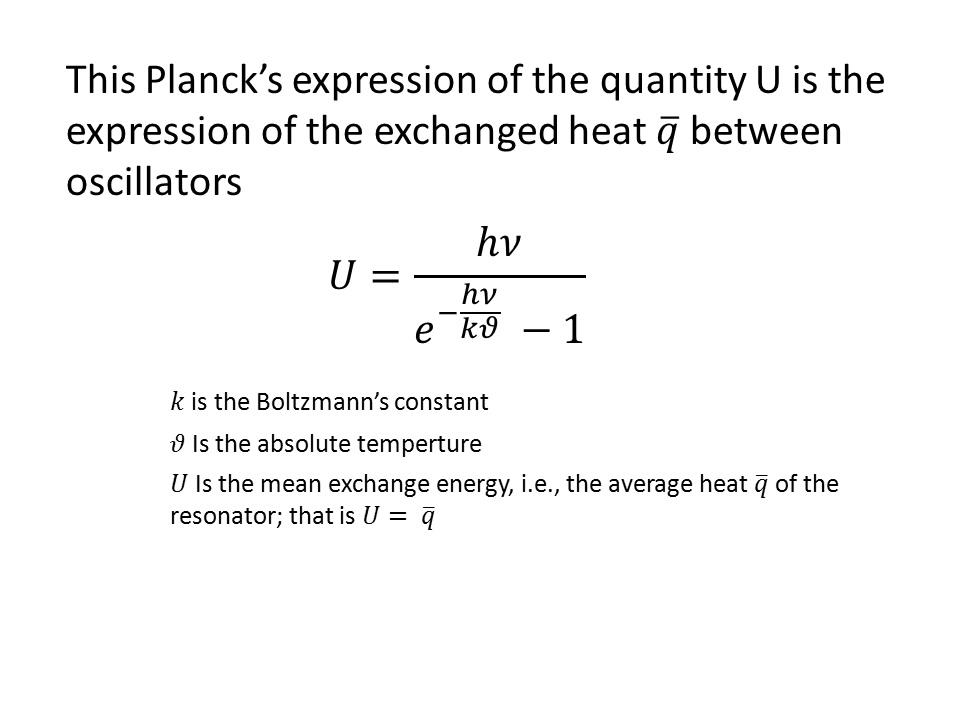 This Planck’s expression of the quantity U is the
expression of the exchanged heat q̄ between
oscillators
U = hν / (e^(−hν/kϑ) − 1)
k is the Boltzmann’s constant
ϑ Is the absolute temperture
U Is the mean exchange energy, i.e., the average heat q̄ of the
resonator; that is U = q̄